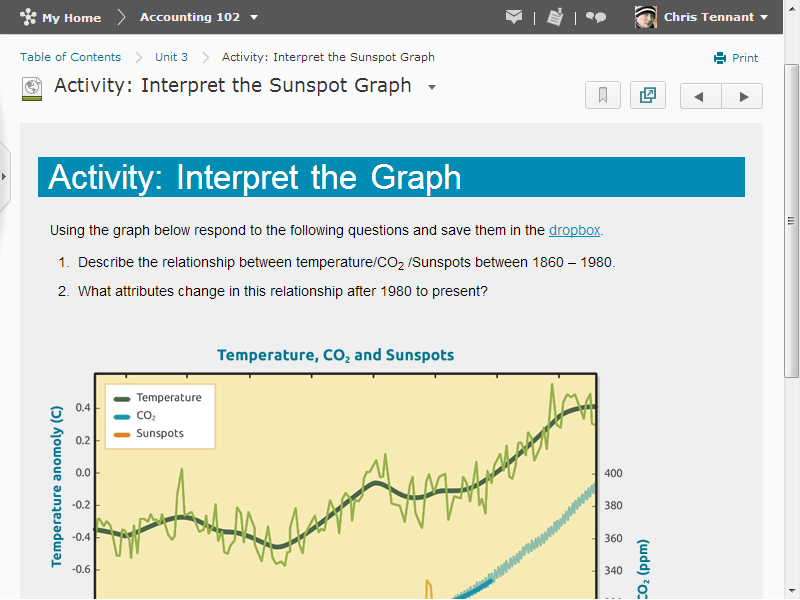 My Home
Accounting 102
Chris Tennant
Table of Contents
Unit 3
Activity: Interpret the Sunspot Graph
Print
Activity: Interpret the Sunspot Graph
Activity: Interpret the Graph
Using the graph below respond to the following questions and save them in the dropbox.
1. Describe the relationship between temperature/CO₂ /Sunspots between 1860 – 1980.
2. What attributes change in this relationship after 1980 to present?
Temperature, CO₂ and Sunspots
Temperature
CO₂
Sunspots
Temperature anomoly (C)
0.4
0.2
0.0
-0.2
-0.4
-0.6
400
380
360
340
CO₂ (ppm)